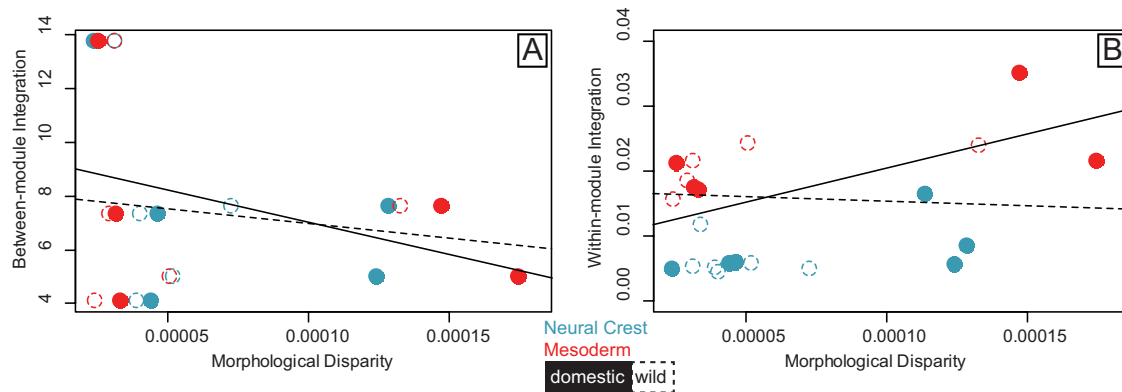 A
Between-module Integration
14
12
10
8
6
4
0.00005
0.00010
0.00015
Morphological Disparity
B
Within-module Integration
0.04
0.03
0.02
0.01
0.00
0.00005
0.00010
0.00015
Morphological Disparity
Neural Crest
Mesoderm
domestic wild